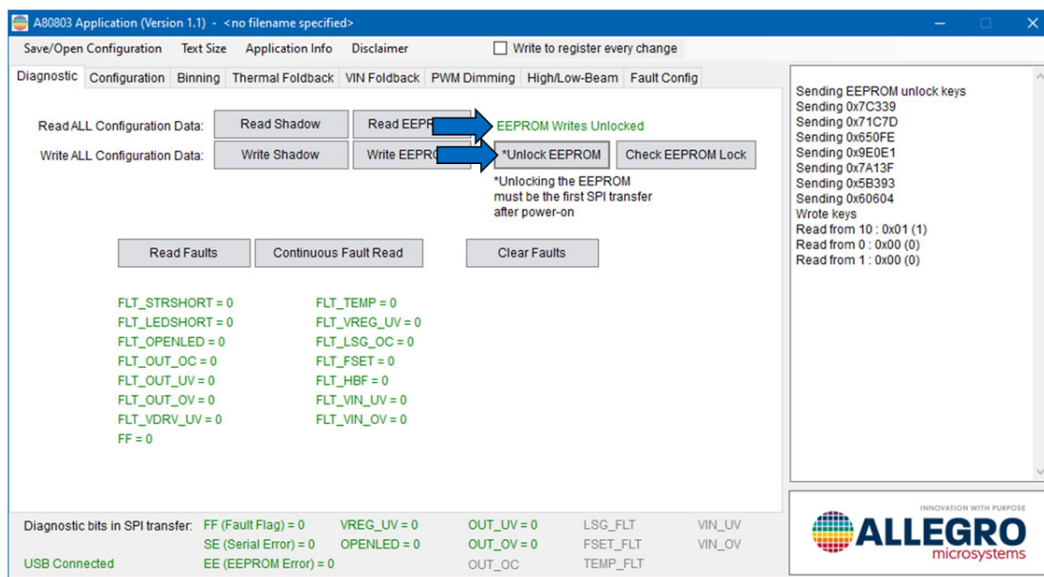 A80803 Application (Version 1.1) - <no filename specified>
Save/Open Configuration Text Size Application Info Disclaimer Write to register every change
Diagnostic Configuration Binning Thermal Foldback VIN Foldback PWM Dimming High/Low-Beam Fault Config
Read ALL Configuration Data: Read Shadow Read EEPR EEPROM Writes Unlocked
Write ALL Configuration Data: Write Shadow Write EEPRO *Unlock EEPROM Check EEPROM Lock
*Unlocking the EEPROM
must be the first SPI transfer
after power-on
Read Faults Continuous Fault Read Clear Faults
FLT_STRSHORT = 0 FLT_TEMP = 0
FLT_LEDSHORT = 0 FLT_VREG_UV = 0
FLT_OPENLED = 0 FLT_LSG_OC = 0
FLT_OUT_OC = 0 FLT_FSET = 0
FLT_OUT_UV = 0 FLT_HBF = 0
FLT_OUT_OV = 0 FLT_VIN_UV = 0
FLT_VDRV_UV = 0 FLT_VIN_OV = 0
FF = 0
Sending EEPROM unlock keys
Sending 0x7C339
Sending 0x71C7D
Sending 0x650FE
Sending 0x9E0E1
Sending 0x7A13F
Sending 0x5B393
Sending 0x60604
Wrote keys
Read from 10 : 0x01 (1)
Read from 0 : 0x00 (0)
Read from 1 : 0x00 (0)
Diagnostic bits in SPI transfer: FF (Fault Flag) = 0 VREG_UV = 0 OUT_UV = 0 LSG_FLT VIN_UV
SE (Serial Error) = 0 OPENLED = 0 OUT_OV = 0 FSET_FLT VIN_OV
USB Connected EE (EEPROM Error) = 0 OUT_OC TEMP_FLT
INNOVATION WITH PURPOSE
ALLEGRO
microsystems